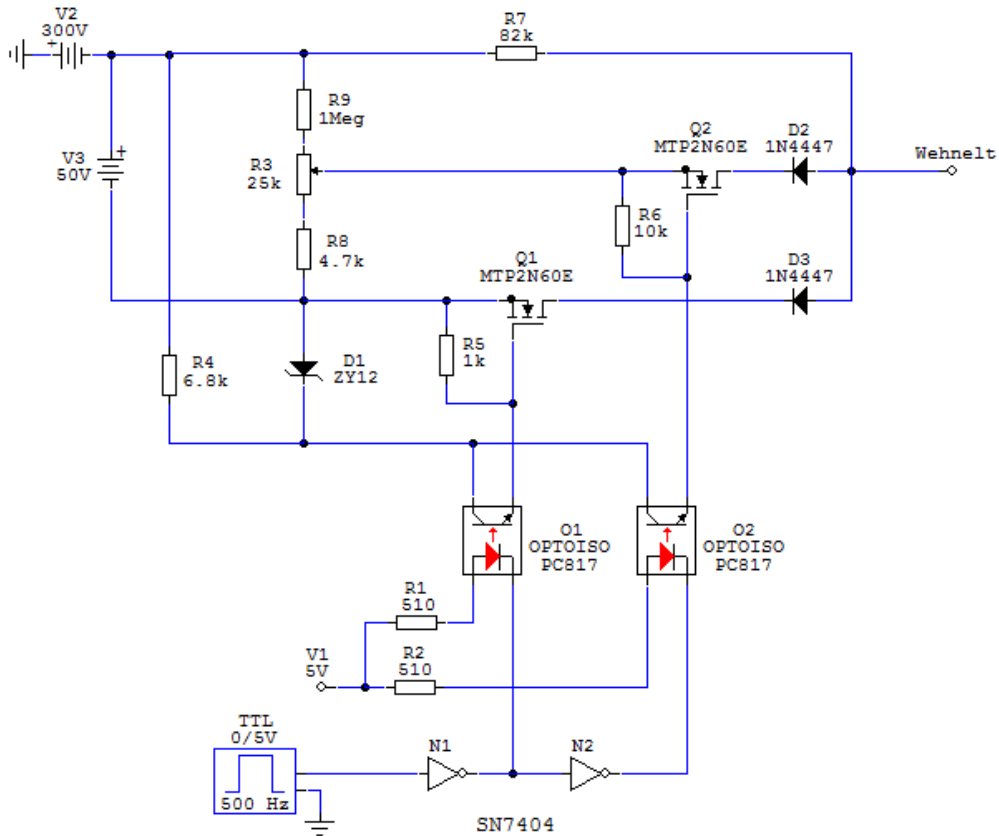 V2
300V
+
R7
82k
R9
1Meg
V3
50V
+
R3
25k
Q2
MTP2N60E
D2
1N4447
Wehnelt
R6
10k
R8
4.7k
Q1
MTP2N60E
D3
1N4447
R4
6.8k
D1
ZY12
R5
1k
O1
OPTOISO
PC817
O2
OPTOISO
PC817
R1
510
V1
5V
R2
510
TTL
0/5V
500 Hz
N1
N2
SN7404